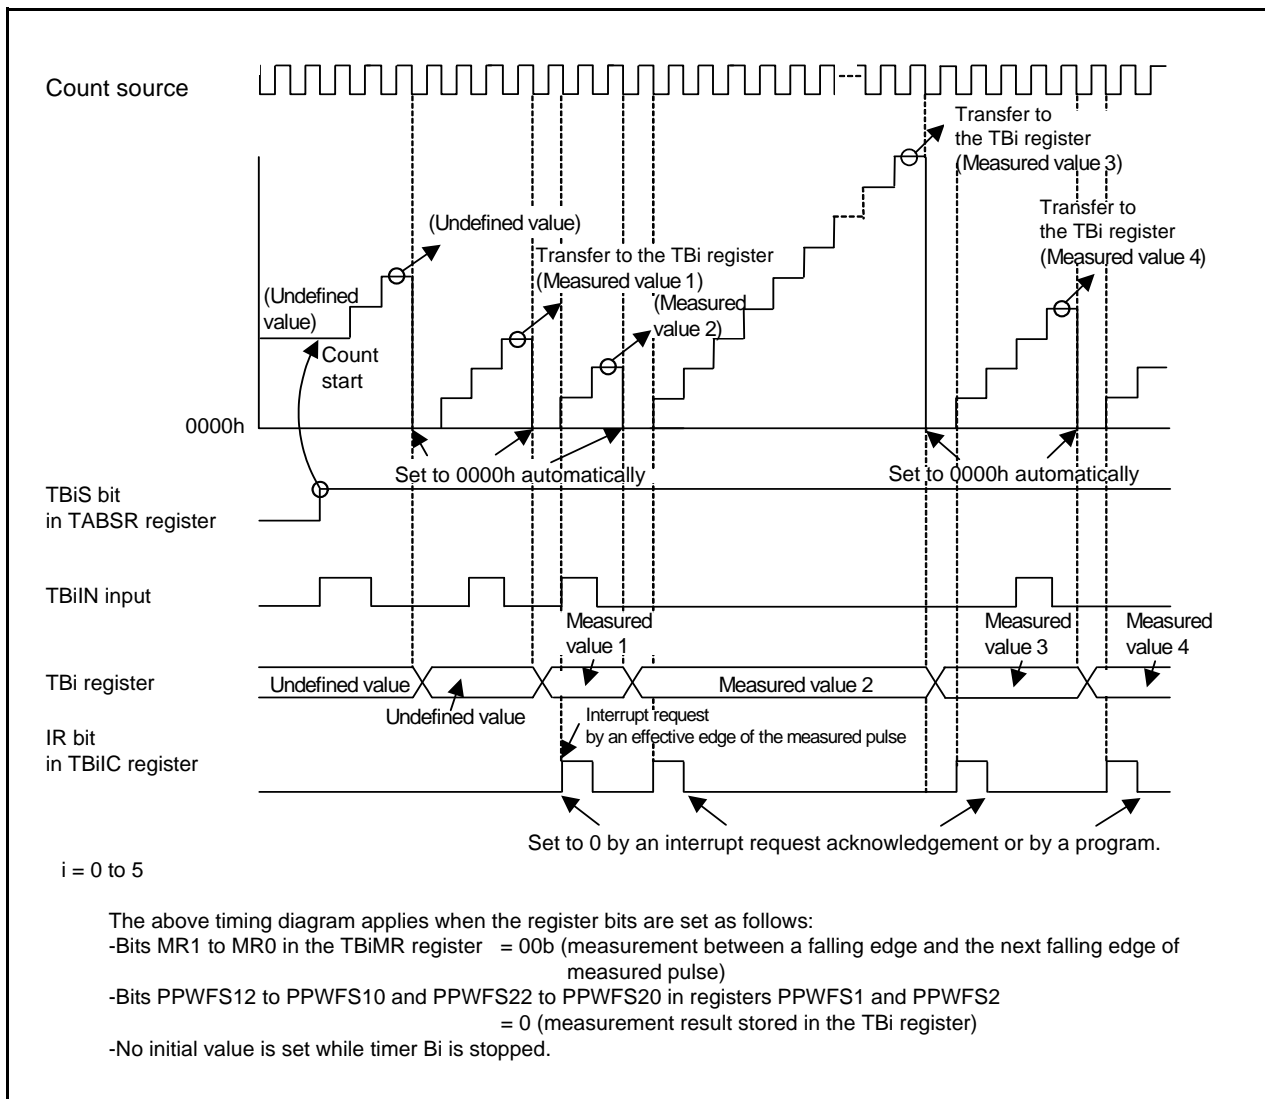 Count source
Transfer to
the TBi register
(Measured value 3)
Transfer to
the TBi register
(Measured value 4)
(Undefined value)
Transfer to the TBi register
(Measured value 1)
(Undefined
value)
(Measured
value 2)
Count
start
0000h
Set to 0000h automatically
Set to 0000h automatically
TBiS bit
in TABSR register
TBiIN input
Measured
value 1
Measured
value 3
Measured
value 4
TBi register
Undefined value
Undefined value
Measured value 2
IR bit
in TBiIC register
Interrupt request
by an effective edge of the measured pulse
Set to 0 by an interrupt request acknowledgement or by a program.
i = 0 to 5
The above timing diagram applies when the register bits are set as follows:
-Bits MR1 to MR0 in the TBiMR register = 00b (measurement between a falling edge and the next falling edge of
measured pulse)
-Bits PPWFS12 to PPWFS10 and PPWFS22 to PPWFS20 in registers PPWFS1 and PPWFS2
= 0 (measurement result stored in the TBi register)
-No initial value is set while timer Bi is stopped.